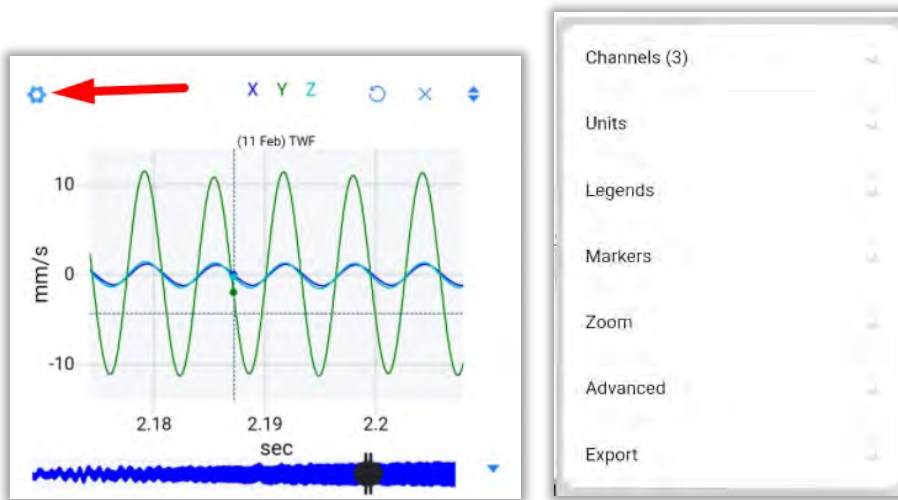 X Y Z
(11 Feb) TWF
10
0
-10
mm/s
2.18 2.19 2.2
sec
Channels (3)
Units
Legends
Markers
Zoom
Advanced
Export